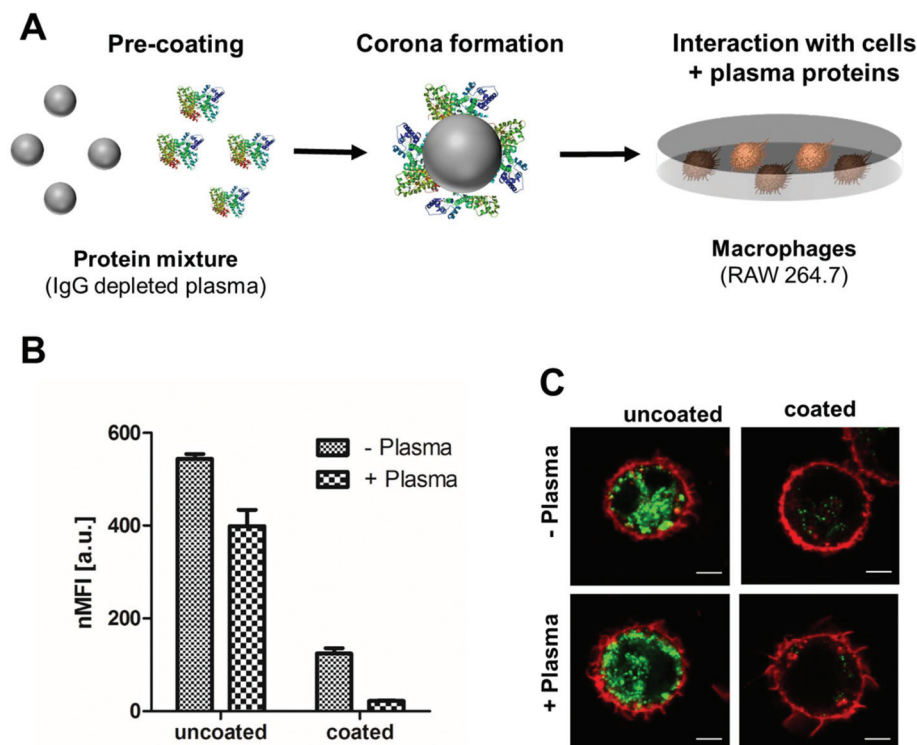 A
Pre-coating
Corona formation
Interaction with cells
+ plasma proteins
Protein mixture
(IgG depleted plasma)
Macrophages
(RAW 264.7)
B
nMFI [a.u.]
600
400
200
0
- Plasma
+ Plasma
uncoated
coated
C
uncoated
coated
- Plasma
+ Plasma